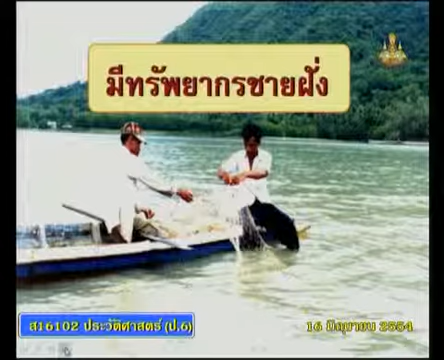 มีทรัพยากรชายฝั่ง
ส16102 ประวัติศาสตร์ (ป.6)
16 มิถุนายน 2554